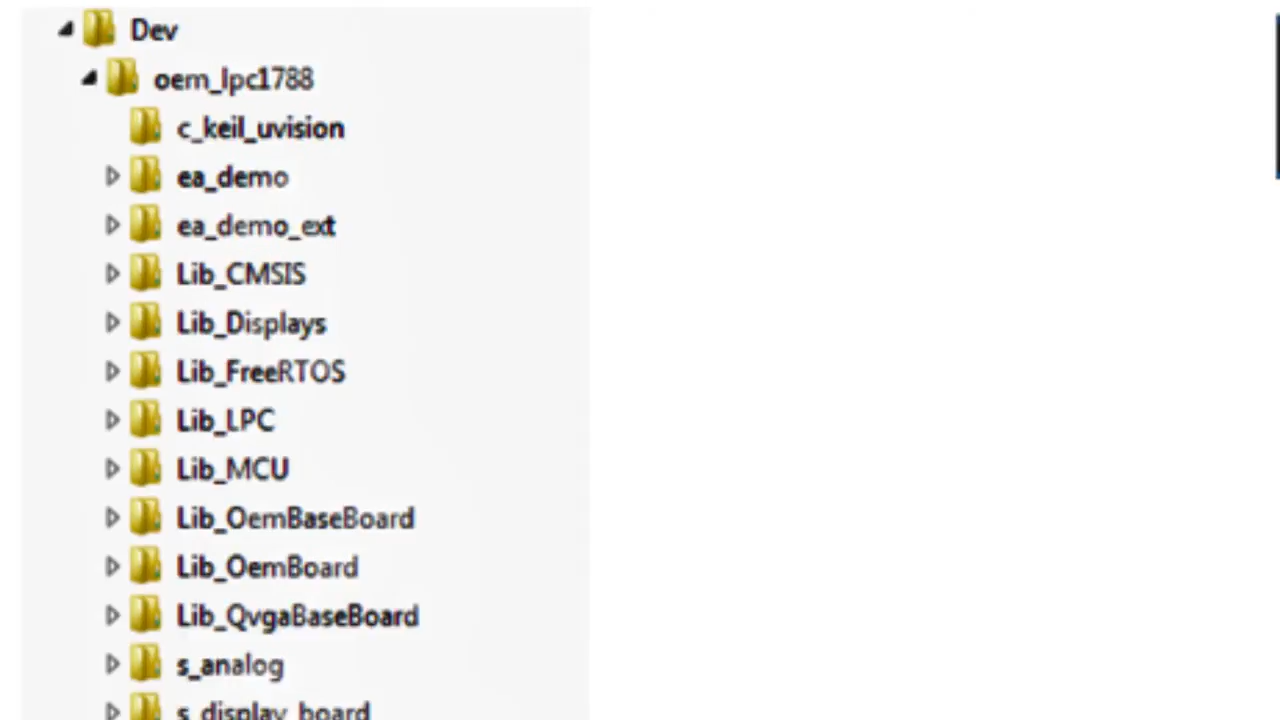 Dev
oem_lpc1788
c_keil_uvision
ea_demo
ea_demo_ext
Lib_CMSIS
Lib_Displays
Lib_FreeRTOS
Lib_LPC
Lib_MCU
Lib_OemBaseBoard
Lib_OemBoard
Lib_QvgaBaseBoard
s_analog
s_display_board